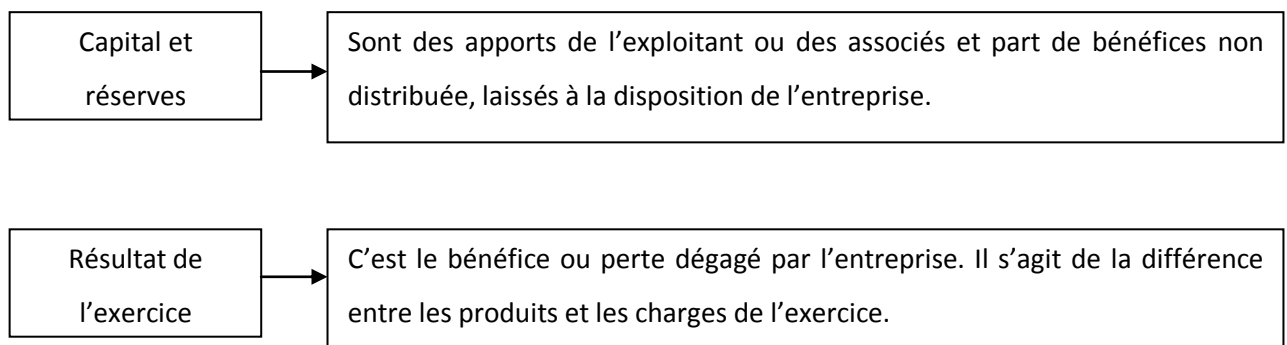 Capital et
réserves
Sont des apports de l’exploitant ou des associés et part de bénéfices non
distribuée, laissés à la disposition de l’entreprise.
Résultat de
l’exercice
C’est le bénéfice ou perte dégagé par l’entreprise. Il s’agit de la différence
entre les produits et les charges de l’exercice.